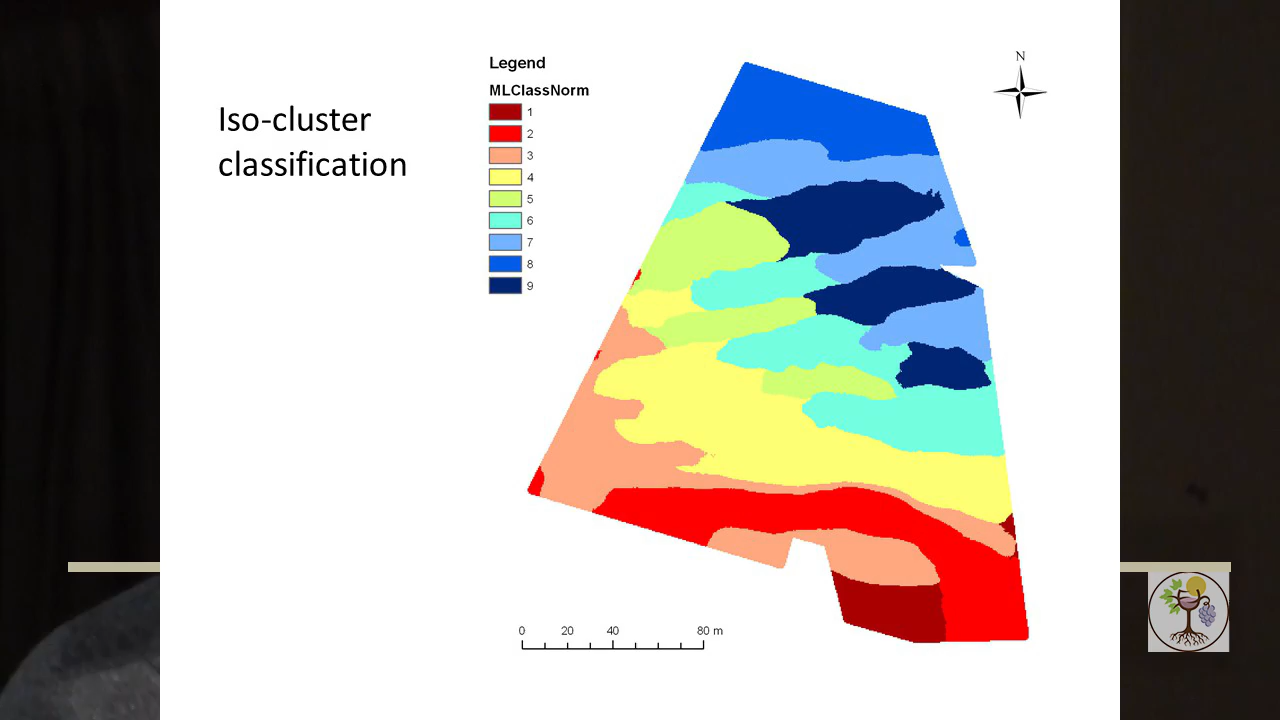 Iso-cluster
classification
Legend
MLClassNorm
1
2
3
4
5
6
7
8
9
N
0 20 40 80 m